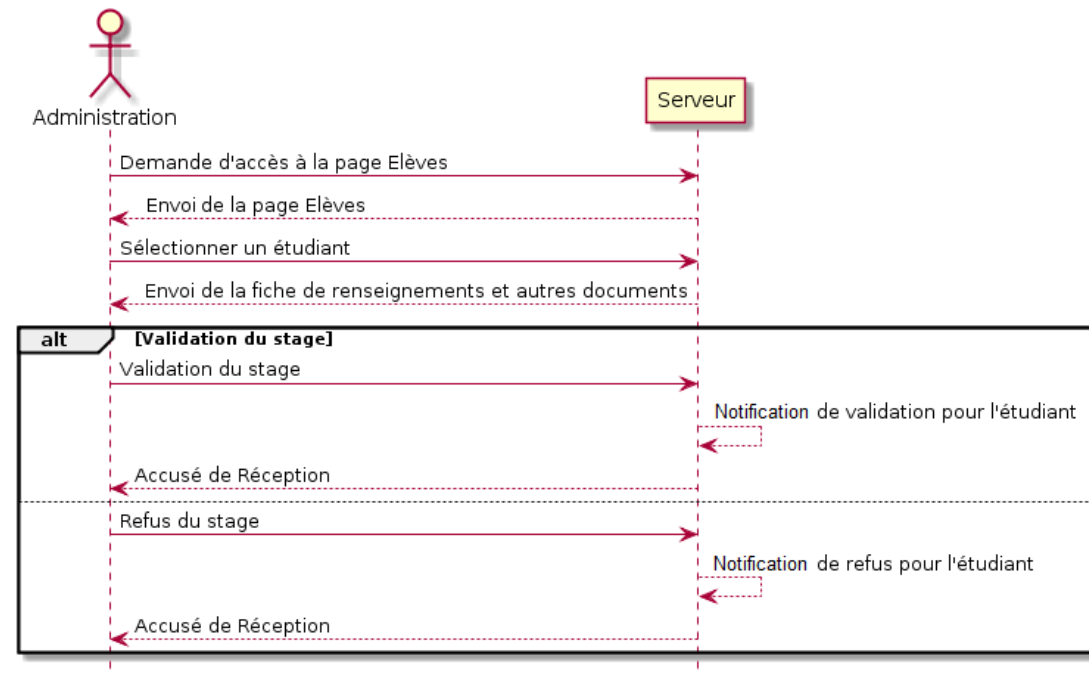 Administration
Serveur
Demande d'accès à la page Elèves
Envoi de la page Elèves
Sélectionner un étudiant
Envoi de la fiche de renseignements et autres documents
alt [Validation du stage]
Validation du stage
Notification de validation pour l'étudiant
Accusé de Réception
Refus du stage
Notification de refus pour l'étudiant
Accusé de Réception